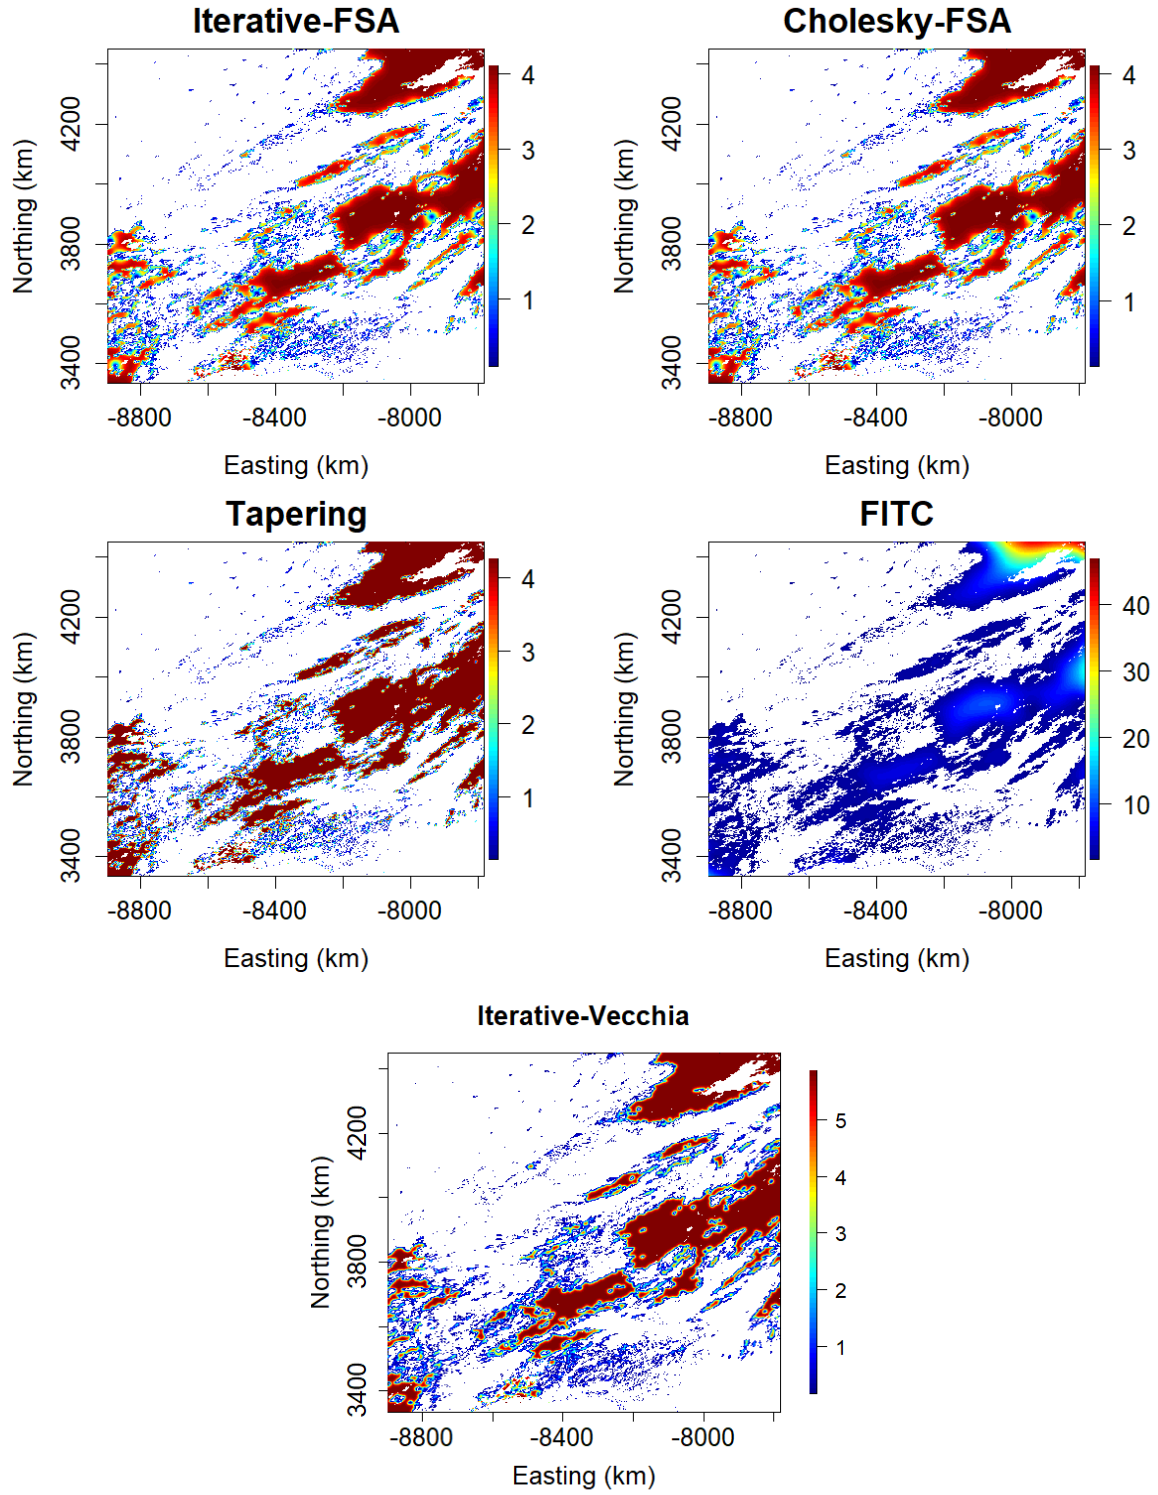 Iterative-FSA
Cholesky-FSA
Northing (km)
3400 3800 4200
1 2 3 4
-8800 -8400 -8000
Easting (km)
Northing (km)
3400 3800 4200
1 2 3 4
-8800 -8400 -8000
Easting (km)
Tapering
FITC
Northing (km)
3400 3800 4200
1 2 3 4
-8800 -8400 -8000
Easting (km)
Northing (km)
3400 3800 4200
10 20 30 40
-8800 -8400 -8000
Easting (km)
Iterative-Vecchia
Northing (km)
3400 3800 4200
1 2 3 4 5
-8800 -8400 -8000
Easting (km)